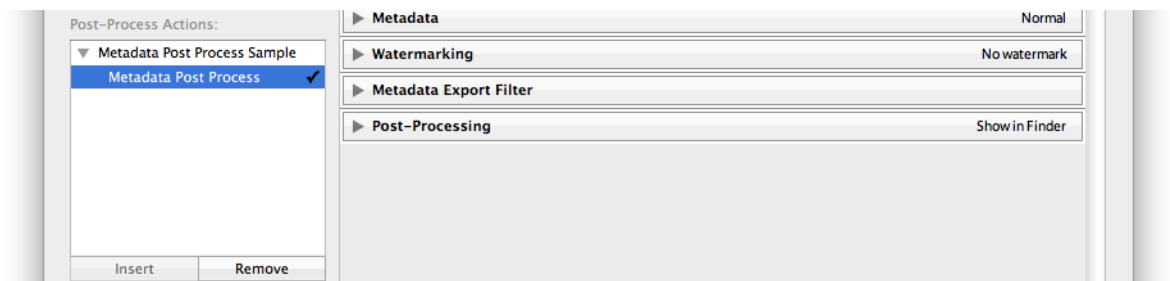 Post-Process Actions:
Metadata Post Process Sample
Metadata Post Process
Insert Remove
Metadata Normal
Watermarking No watermark
Metadata Export Filter
Post-Processing Show in Finder